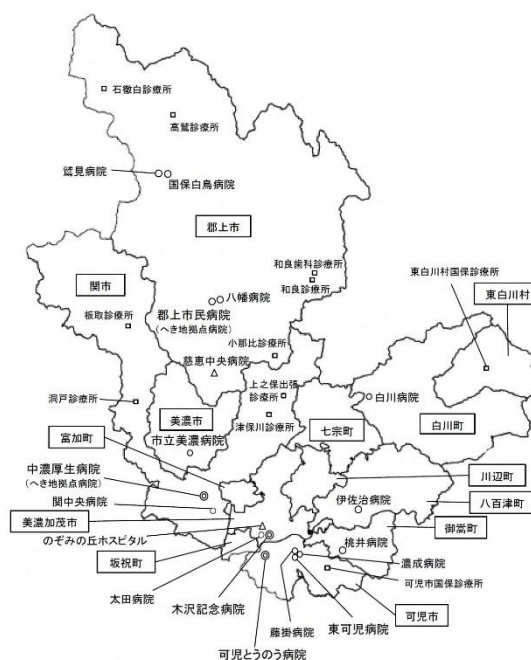 石徹白診療所
高鷲診療所
鷲見病院
国保白鳥病院
郡上市
和良歯科診療所
和良診療所
東白川村国保診療所
東白川村
関市
板取診療所
八幡病院
郡上市民病院
(へき地拠点病院)
小那比診療所
慈恵中央病院
上之保出張
診療所
白川病院
洞戸診療所
美濃市
津保川診療所
七宗町
白川町
市立美濃病院
富加町
中濃厚生病院
(へき地拠点病院)
川辺町
関中央病院
伊佐治病院
八百津町
美濃加茂市
御嵩町
のぞみの丘ホスピタル
桃井病院
坂祝町
濃成病院
太田病院
可児市国保診療所
木沢記念病院
藤掛病院
東可児病院
可児市
可児とうのう病院